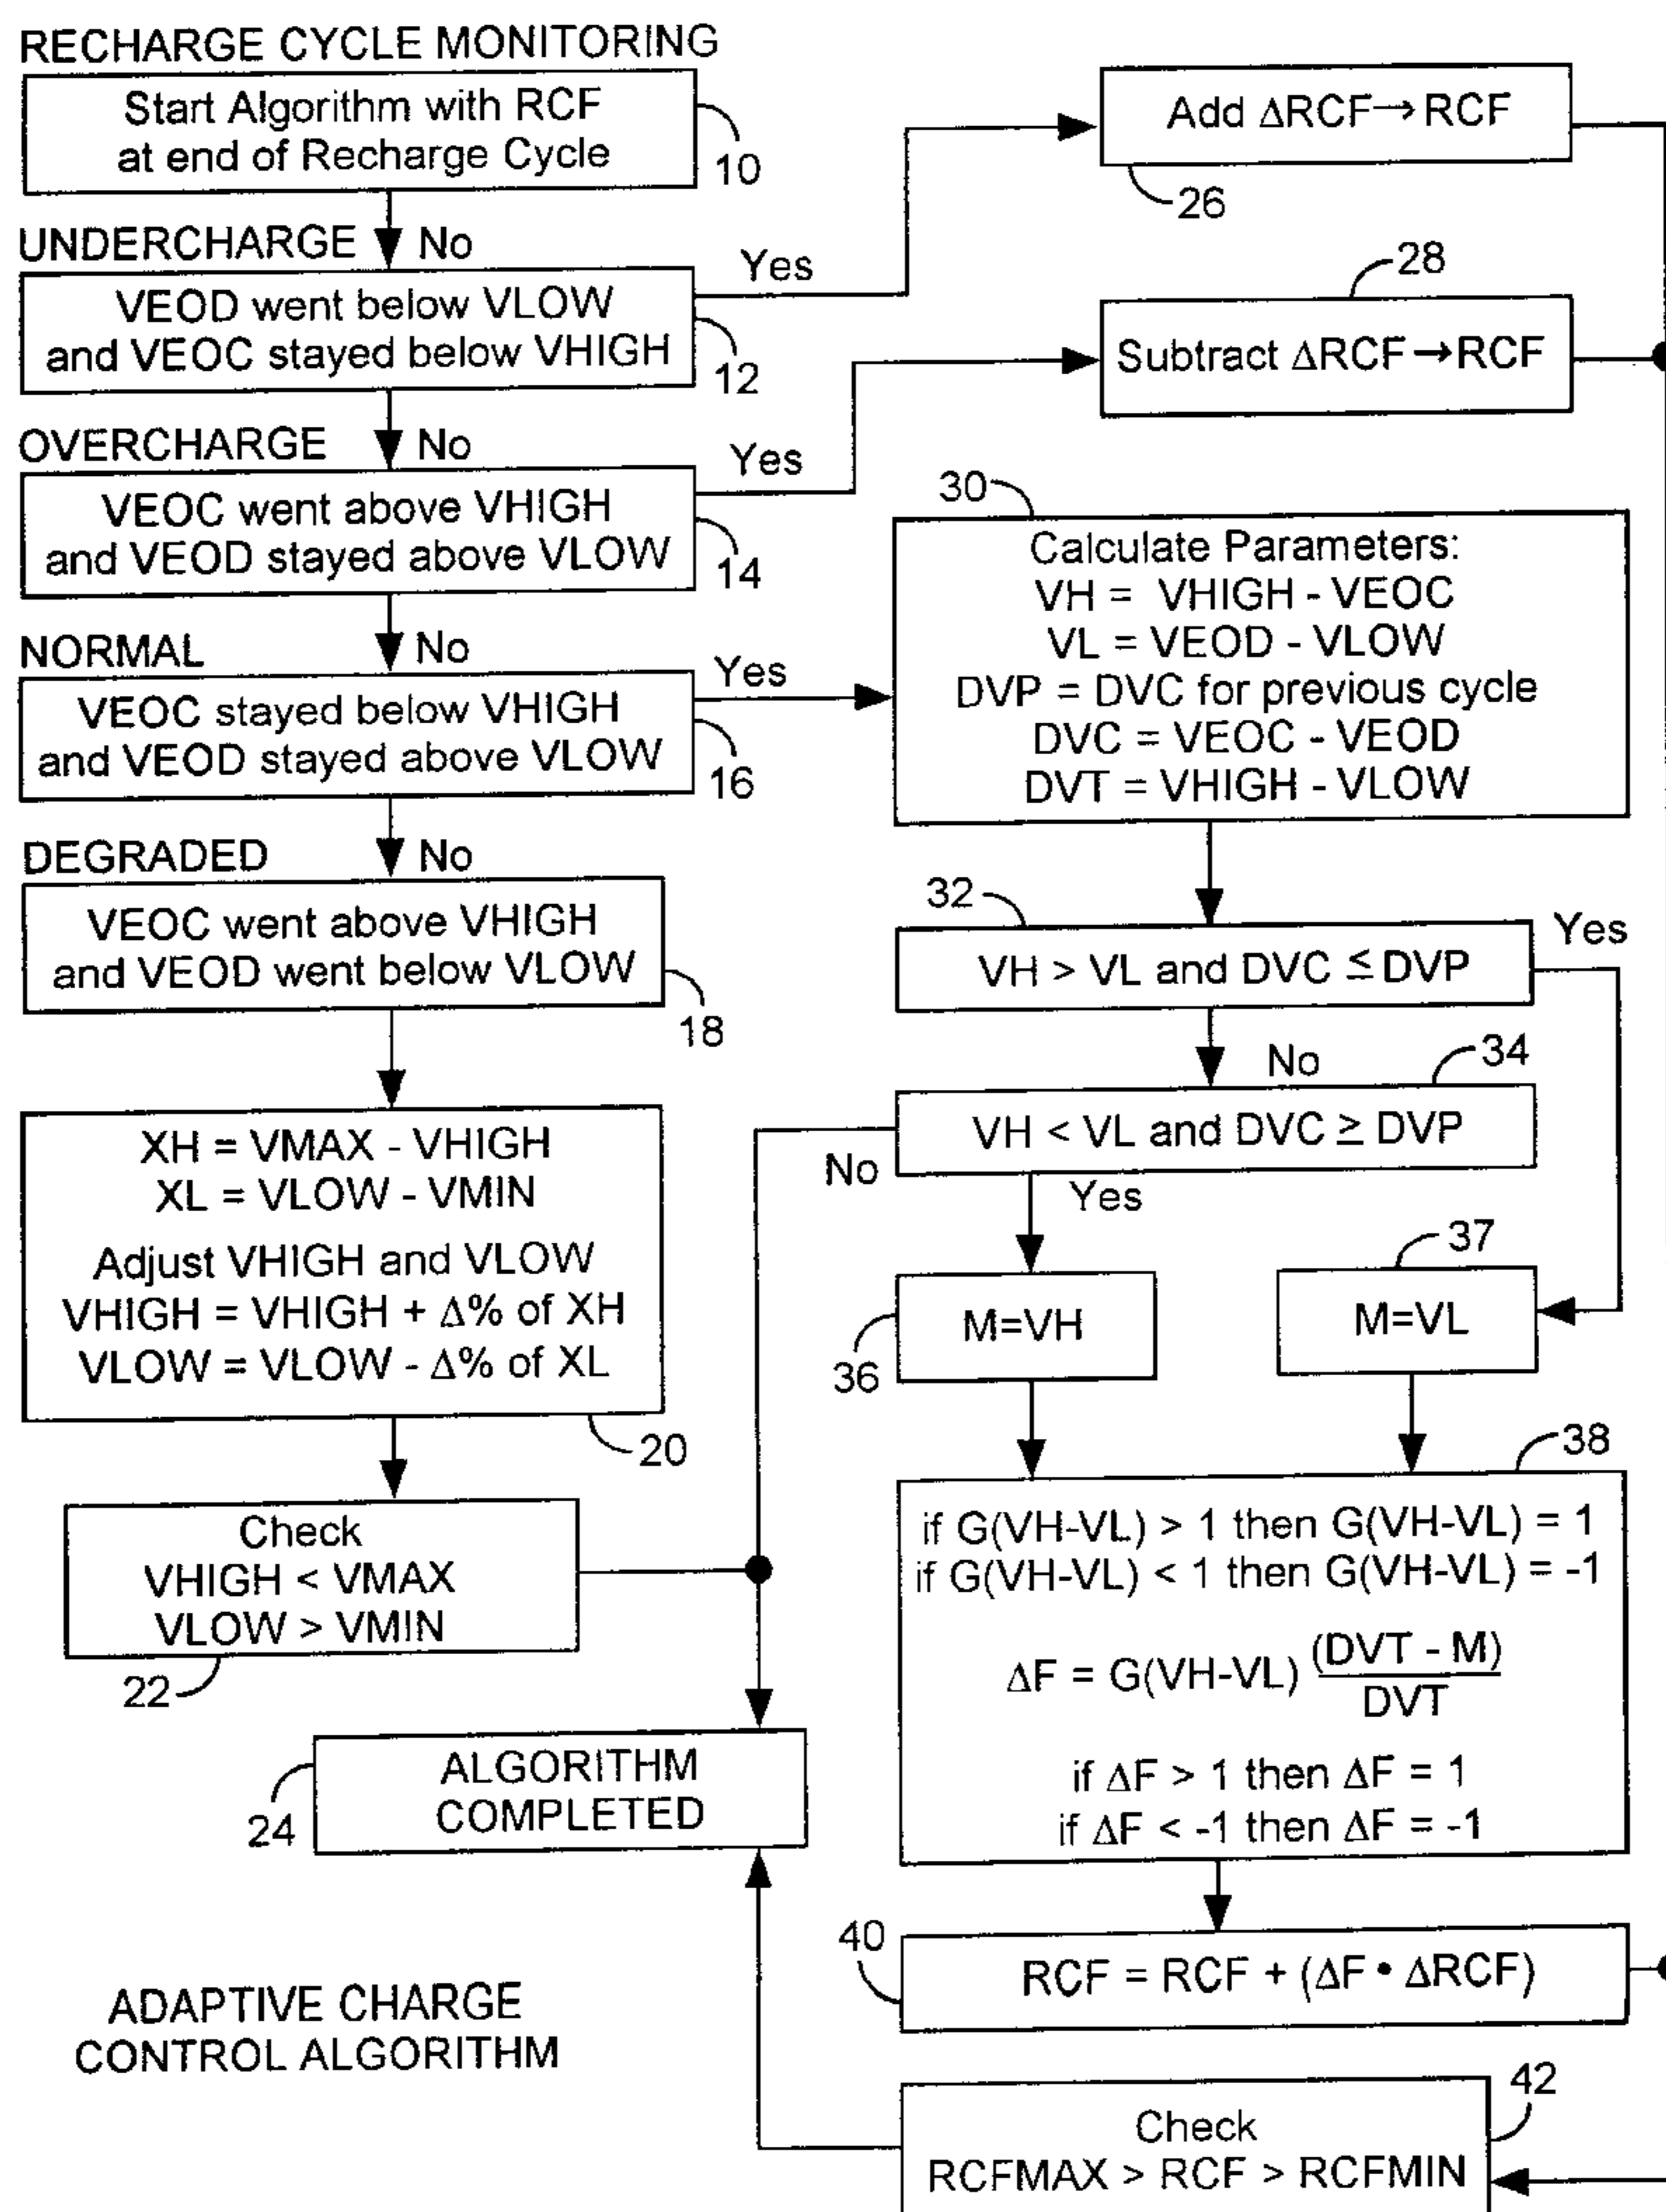 RECHARGE CYCLE MONITORING
Start Algorithm with RCF
at end of Recharge Cycle
10
UNDERCHARGE
No
VEOD went below VLOW
and VEOC stayed below VHIGH
12
Yes
OVERCHARGE
No
VEOC went above VHIGH
and VEOD stayed above VLOW
14
Yes
NORMAL
No
VEOC stayed below VHIGH
and VEOD stayed above VLOW
16
Yes
DEGRADED
No
VEOC went above VHIGH
and VEOD went below VLOW
18
XH = VMAX - VHIGH
XL = VLOW - VMIN
Adjust VHIGH and VLOW
VHIGH = VHIGH + Δ% of XH
VLOW = VLOW - Δ% of XL
20
Check
VHIGH < VMAX
VLOW > VMIN
22
ALGORITHM
COMPLETED
24
Add ΔRCF→RCF
26
28
Subtract ΔRCF→RCF
30
Calculate Parameters:
VH = VHIGH - VEOC
VL = VEOD - VLOW
DVP = DVC for previous cycle
DVC = VEOC - VEOD
DVT = VHIGH - VLOW
32
VH > VL and DVC ≤ DVP
Yes
No
34
VH < VL and DVC ≥ DVP
No
Yes
M=VH
36
37
M=VL
38
if G(VH-VL) > 1 then G(VH-VL) = 1
if G(VH-VL) < 1 then G(VH-VL) = -1
ΔF = G(VH-VL) (DVT - M)
DVT
if ΔF > 1 then ΔF = 1
if ΔF < -1 then ΔF = -1
40
RCF = RCF + (ΔF • ΔRCF)
42
Check
RCFMAX > RCF > RCFMIN
ADAPTIVE CHARGE
CONTROL ALGORITHM